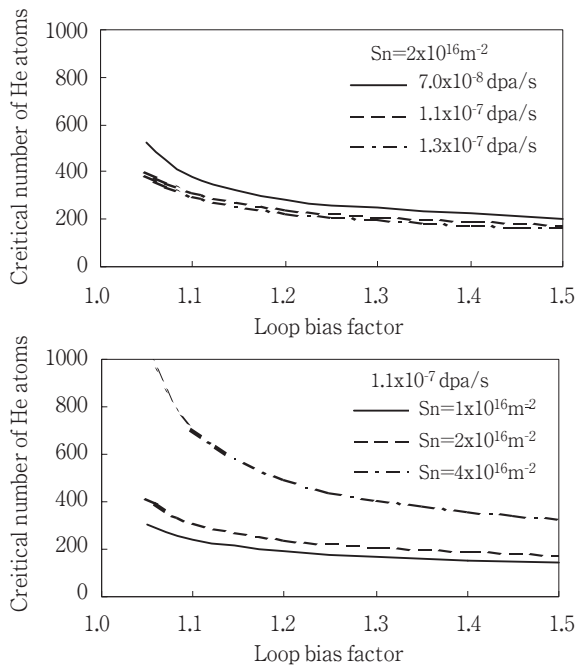 1000
800
600
400
200
0
Creitical number of He atoms
Sn=2x10¹⁶m⁻²
7.0x10⁻⁸ dpa/s
1.1x10⁻⁷ dpa/s
1.3x10⁻⁷ dpa/s
1.0 1.1 1.2 1.3 1.4 1.5
Loop bias factor
1000
800
600
400
200
0
Creitical number of He atoms
1.1x10⁻⁷ dpa/s
Sn=1x10¹⁶m⁻²
Sn=2x10¹⁶m⁻²
Sn=4x10¹⁶m⁻²
1.0 1.1 1.2 1.3 1.4 1.5
Loop bias factor